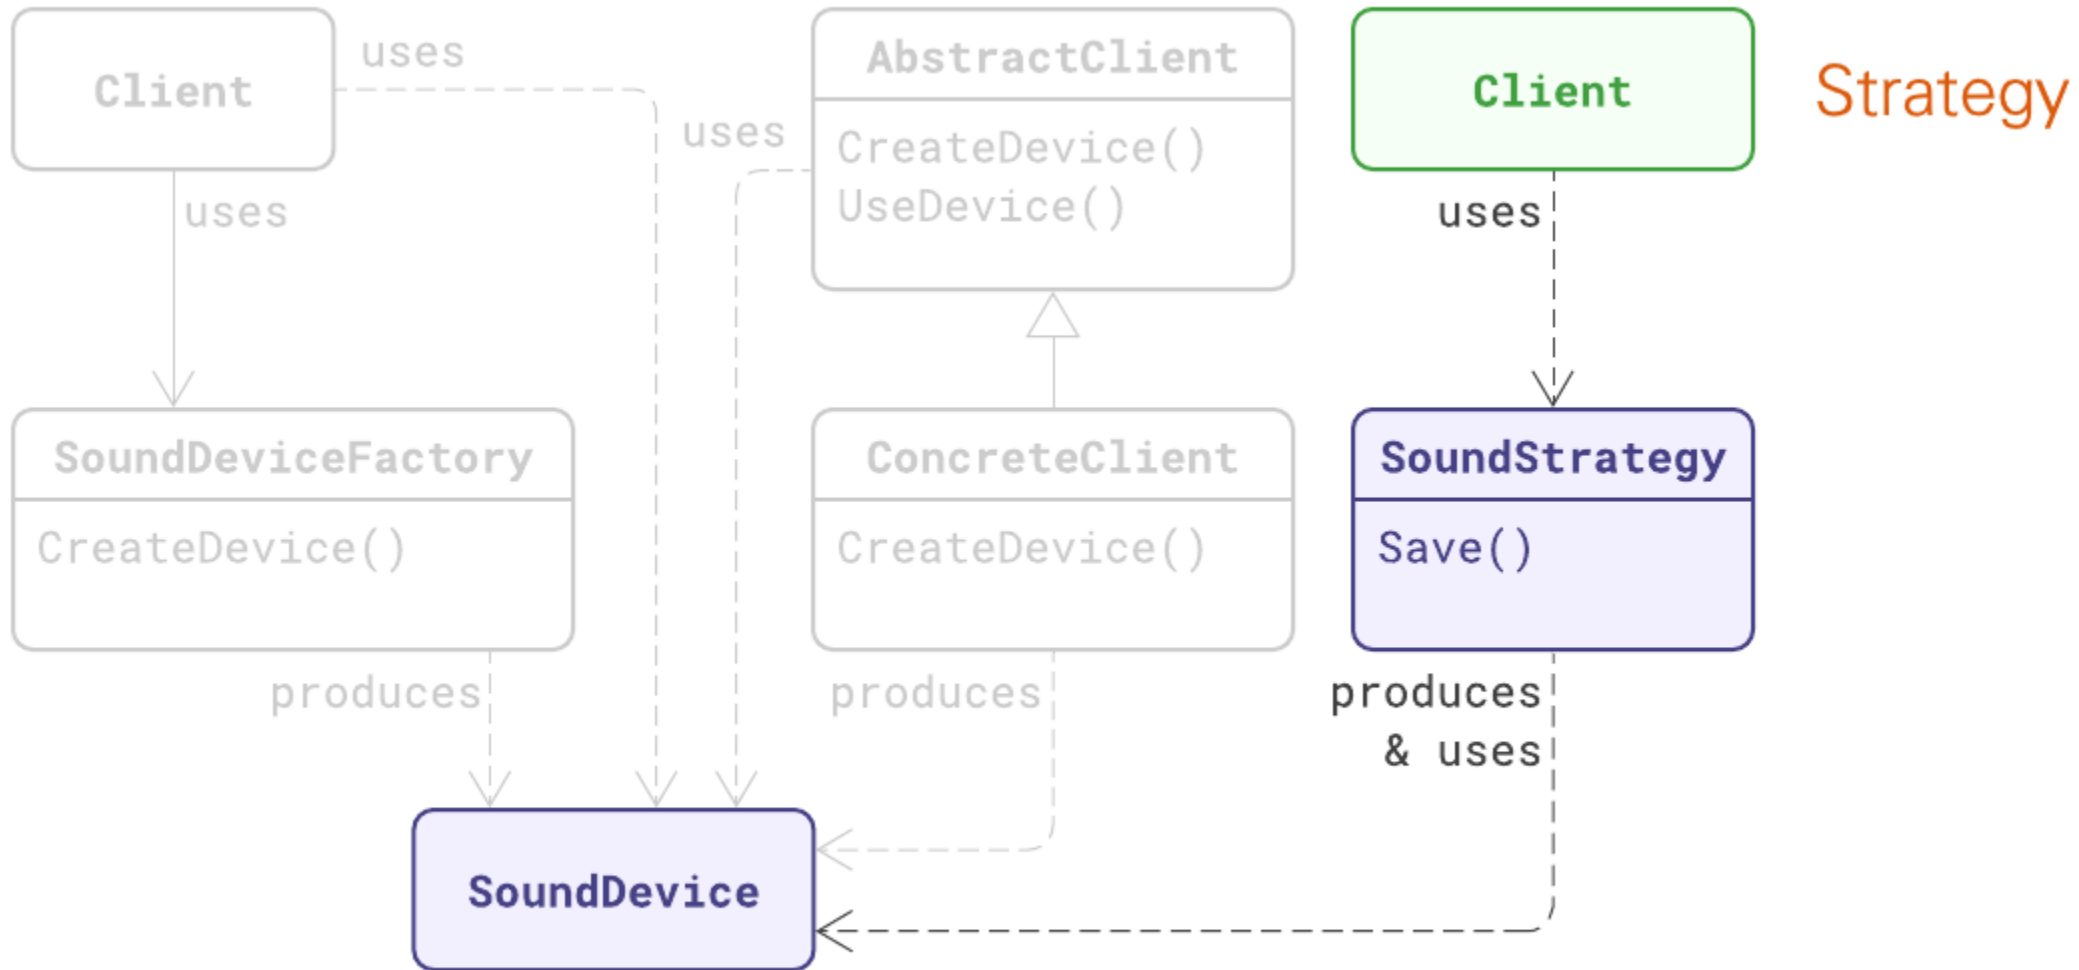 Client
uses
uses
AbstractClient
CreateDevice()
UseDevice()
uses
Client
Strategy
uses
SoundDeviceFactory
CreateDevice()
ConcreteClient
CreateDevice()
SoundStrategy
Save()
produces
produces
produces
& uses
SoundDevice